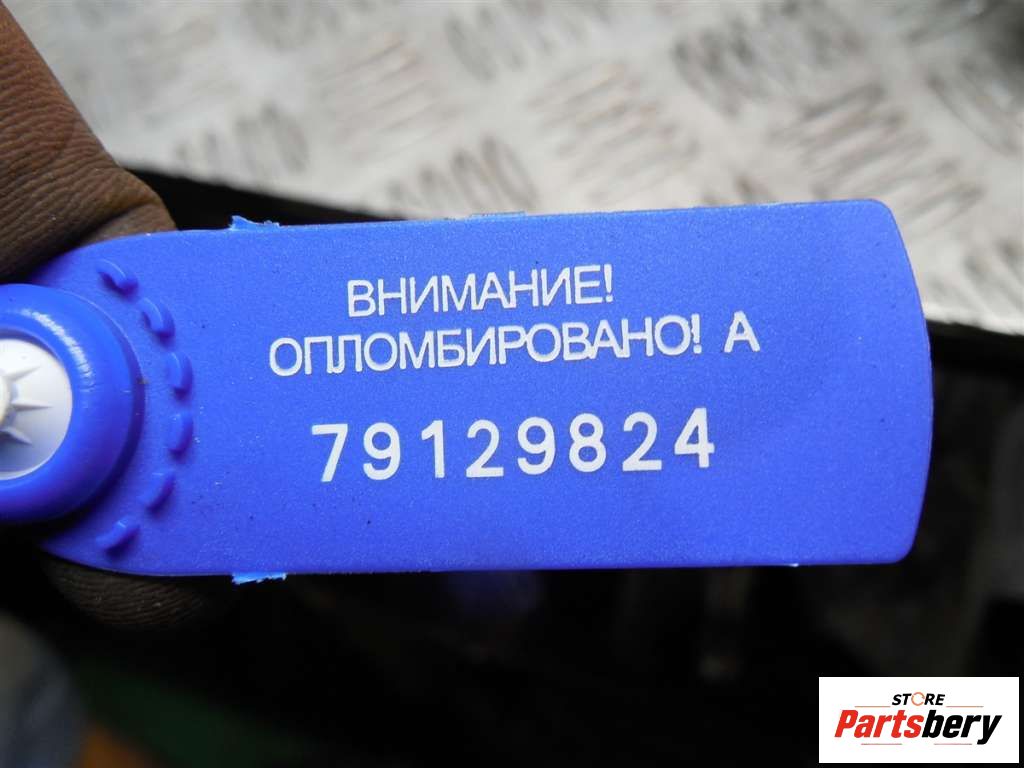 ВНИМАНИЕ!
ОПЛОМБИРОВАНО! А
79129824
STORE
Partsbery